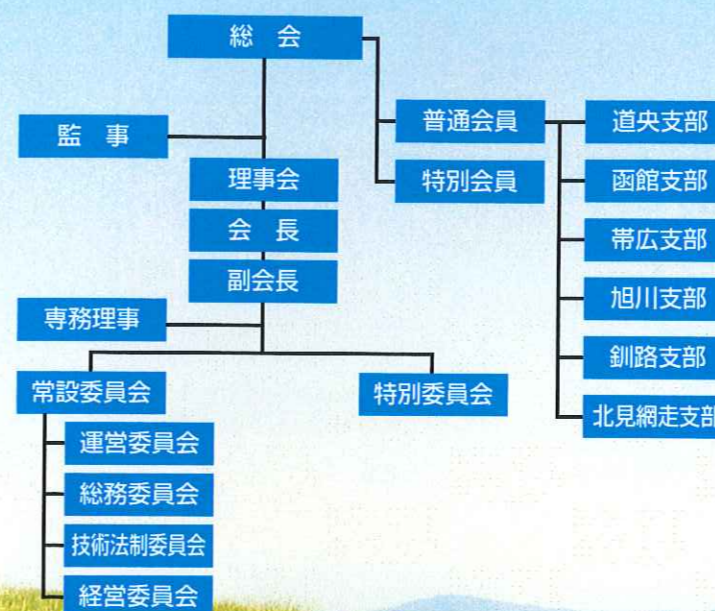 総　会
監　事
理事会
会　長
副会長
専務理事
常設委員会
運営委員会
総務委員会
技術法制委員会
経営委員会
特別委員会
普通会員
特別会員
道央支部
函館支部
帯広支部
旭川支部
釧路支部
北見網走支部